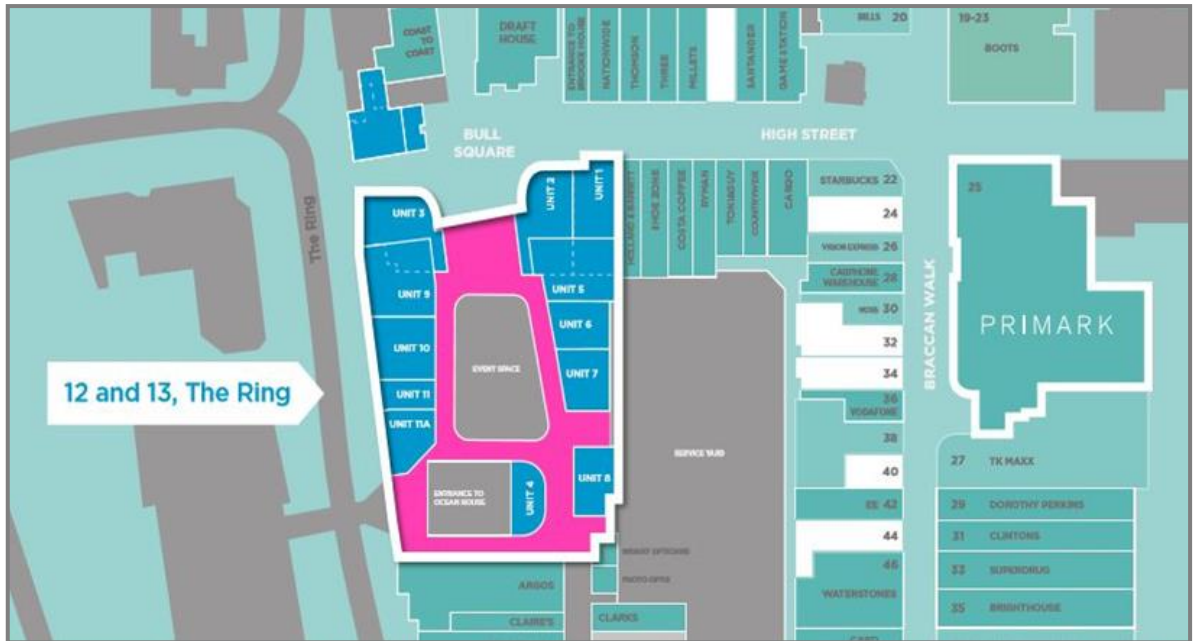 COAST
TO
COAST
DRAFT
HOUSE
ENTRANCE TO
BROOKE HOUSE
NATIONWIDE
THOMSON
THREE
MILLETS
SANTANDER
GAME STATION
BILLS 20
19-23
BOOTS
BULL
SQUARE
HIGH STREET
The Ring
UNIT 3
UNIT 2
UNIT 1
HOLLAND & BARRETT
SHOE ZONE
COSTA COFFEE
RYMAN
TONI&GUY
COUNTRYWIDE
CARGO
STARBUCKS 22
24
VISION EXPRESS 26
CARPHONE
WAREHOUSE 28
MOSS 30
32
34
36
VODAFONE
38
40
EE 42
44
46
WATERSTONES
CARD
BRACCAN WALK
25
PRIMARK
27 TK MAXX
29 DOROTHY PERKINS
31 CLINTONS
33 SUPERDRUG
35 BRIGHTHOUSE
UNIT 9
UNIT 5
UNIT 10
EVENT SPACE
UNIT 6
UNIT 7
12 and 13, The Ring
UNIT 11
UNIT 11A
SERVICE YARD
ENTRANCE TO
OCEAN HOUSE
UNIT 4
UNIT 8
ARGOS
CLAIRE'S
CLARKS